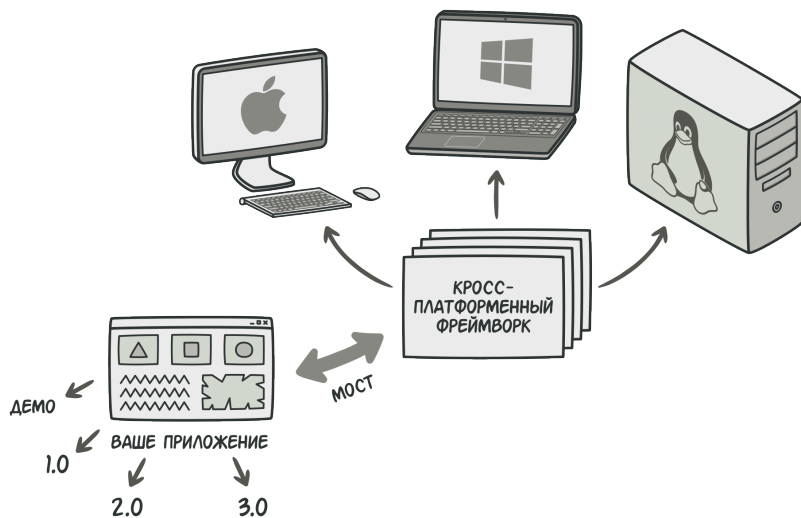 КРОСС-
ПЛАТФОРМЕННЫЙ
ФРЕЙМВОРК
МОСТ
ДЕМО
ВАШЕ ПРИЛОЖЕНИЕ
1.0
2.0
3.0